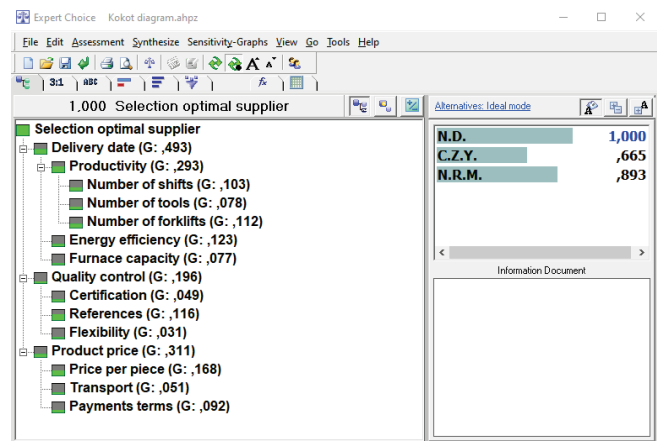 Expert Choice Kokot diagram.ahpz
File Edit Assessment Synthesize Sensitivity-Graphs View Go Tools Help
A A
3:1 ABC fx
1,000 Selection optimal supplier
Selection optimal supplier
Delivery date (G: ,493)
Productivity (G: ,293)
Number of shifts (G: ,103)
Number of tools (G: ,078)
Number of forklifts (G: ,112)
Energy efficiency (G: ,123)
Furnace capacity (G: ,077)
Quality control (G: ,196)
Certification (G: ,049)
References (G: ,116)
Flexibility (G: ,031)
Product price (G: ,311)
Price per piece (G: ,168)
Transport (G: ,051)
Payments terms (G: ,092)
Alternatives: Ideal mode
A A
N.D. 1,000
C.Z.Y. ,665
N.R.M. ,893
Information Document